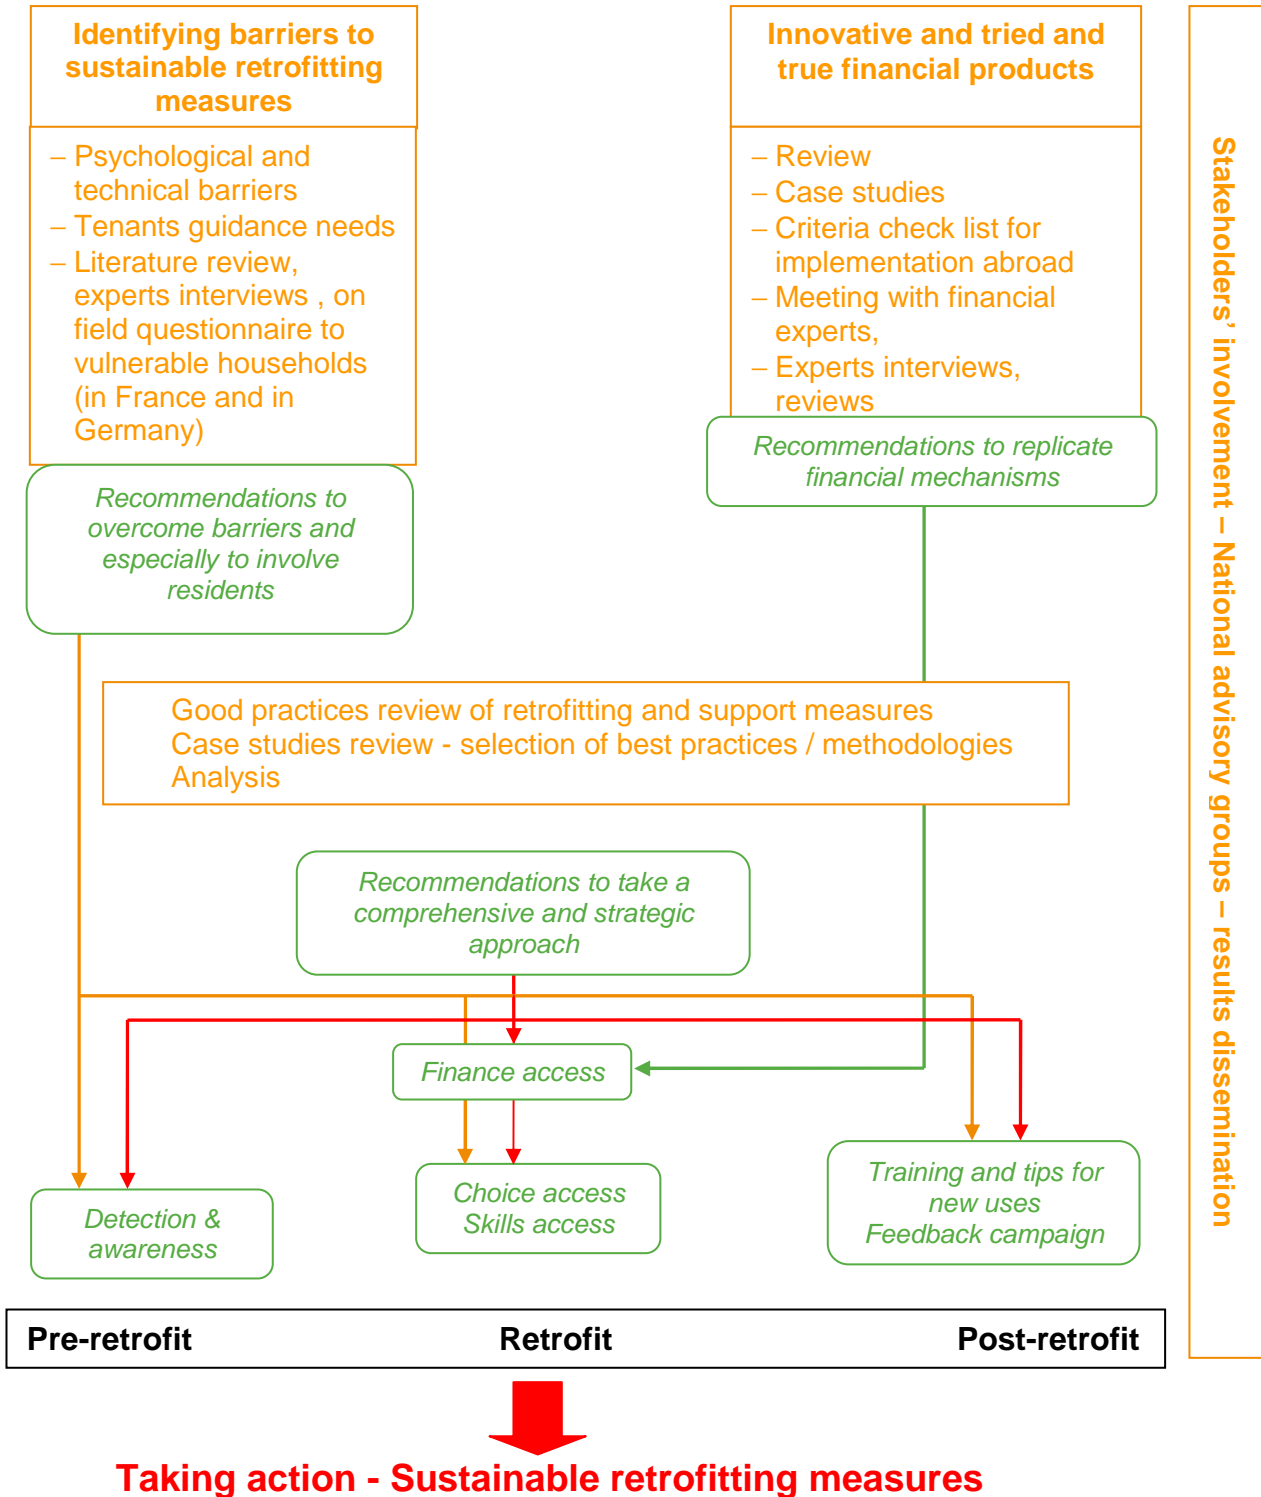 Identifying barriers to
sustainable retrofitting
measures
– Psychological and
technical barriers
– Tenants guidance needs
– Literature review,
experts interviews , on
field questionnaire to
vulnerable households
(in France and in
Germany)
Recommendations to
overcome barriers and
especially to involve
residents
Innovative and tried and
true financial products
– Review
– Case studies
– Criteria check list for
implementation abroad
– Meeting with financial
experts,
– Experts interviews,
reviews
Recommendations to replicate
financial mechanisms
Good practices review of retrofitting and support measures
Case studies review - selection of best practices / methodologies
Analysis
Recommendations to take a
comprehensive and strategic
approach
Finance access
Detection &
awareness
Choice access
Skills access
Training and tips for
new uses
Feedback campaign
Pre-retrofit Retrofit Post-retrofit
Taking action - Sustainable retrofitting measures
Stakeholders’ involvement – National advisory groups – results dissemination